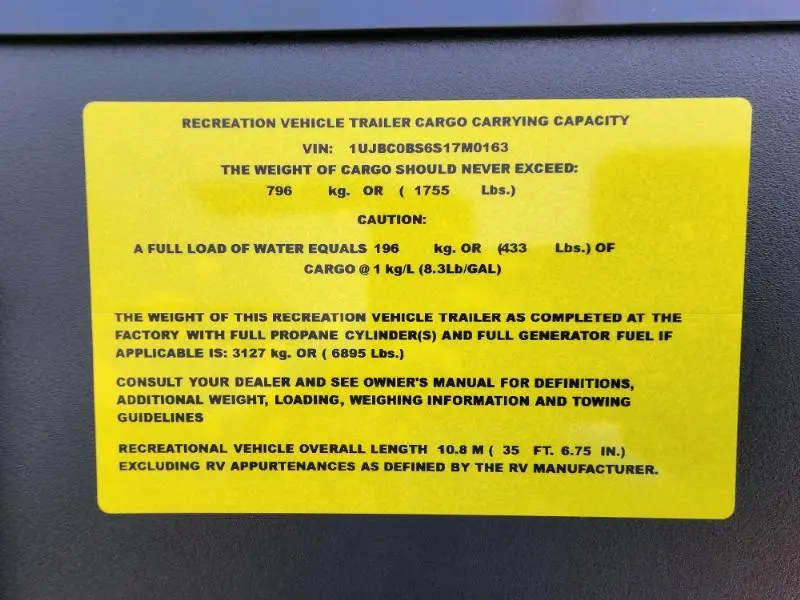 RECREATION VEHICLE TRAILER CARGO CARRYING CAPACITY
VIN: 1UJBC0BS6S17M0163
THE WEIGHT OF CARGO SHOULD NEVER EXCEED:
796 kg. OR ( 1755 Lbs.)
CAUTION:
A FULL LOAD OF WATER EQUALS 196 kg. OR (433 Lbs.) OF
CARGO @ 1 kg/L (8.3Lb/GAL)
THE WEIGHT OF THIS RECREATION VEHICLE TRAILER AS COMPLETED AT THE
FACTORY WITH FULL PROPANE CYLINDER(S) AND FULL GENERATOR FUEL IF
APPLICABLE IS: 3127 kg. OR ( 6895 Lbs.)
CONSULT YOUR DEALER AND SEE OWNER'S MANUAL FOR DEFINITIONS,
ADDITIONAL WEIGHT, LOADING, WEIGHING INFORMATION AND TOWING
GUIDELINES
RECREATIONAL VEHICLE OVERALL LENGTH 10.8 M ( 35 FT. 6.75 IN.)
EXCLUDING RV APPURTENANCES AS DEFINED BY THE RV MANUFACTURER.